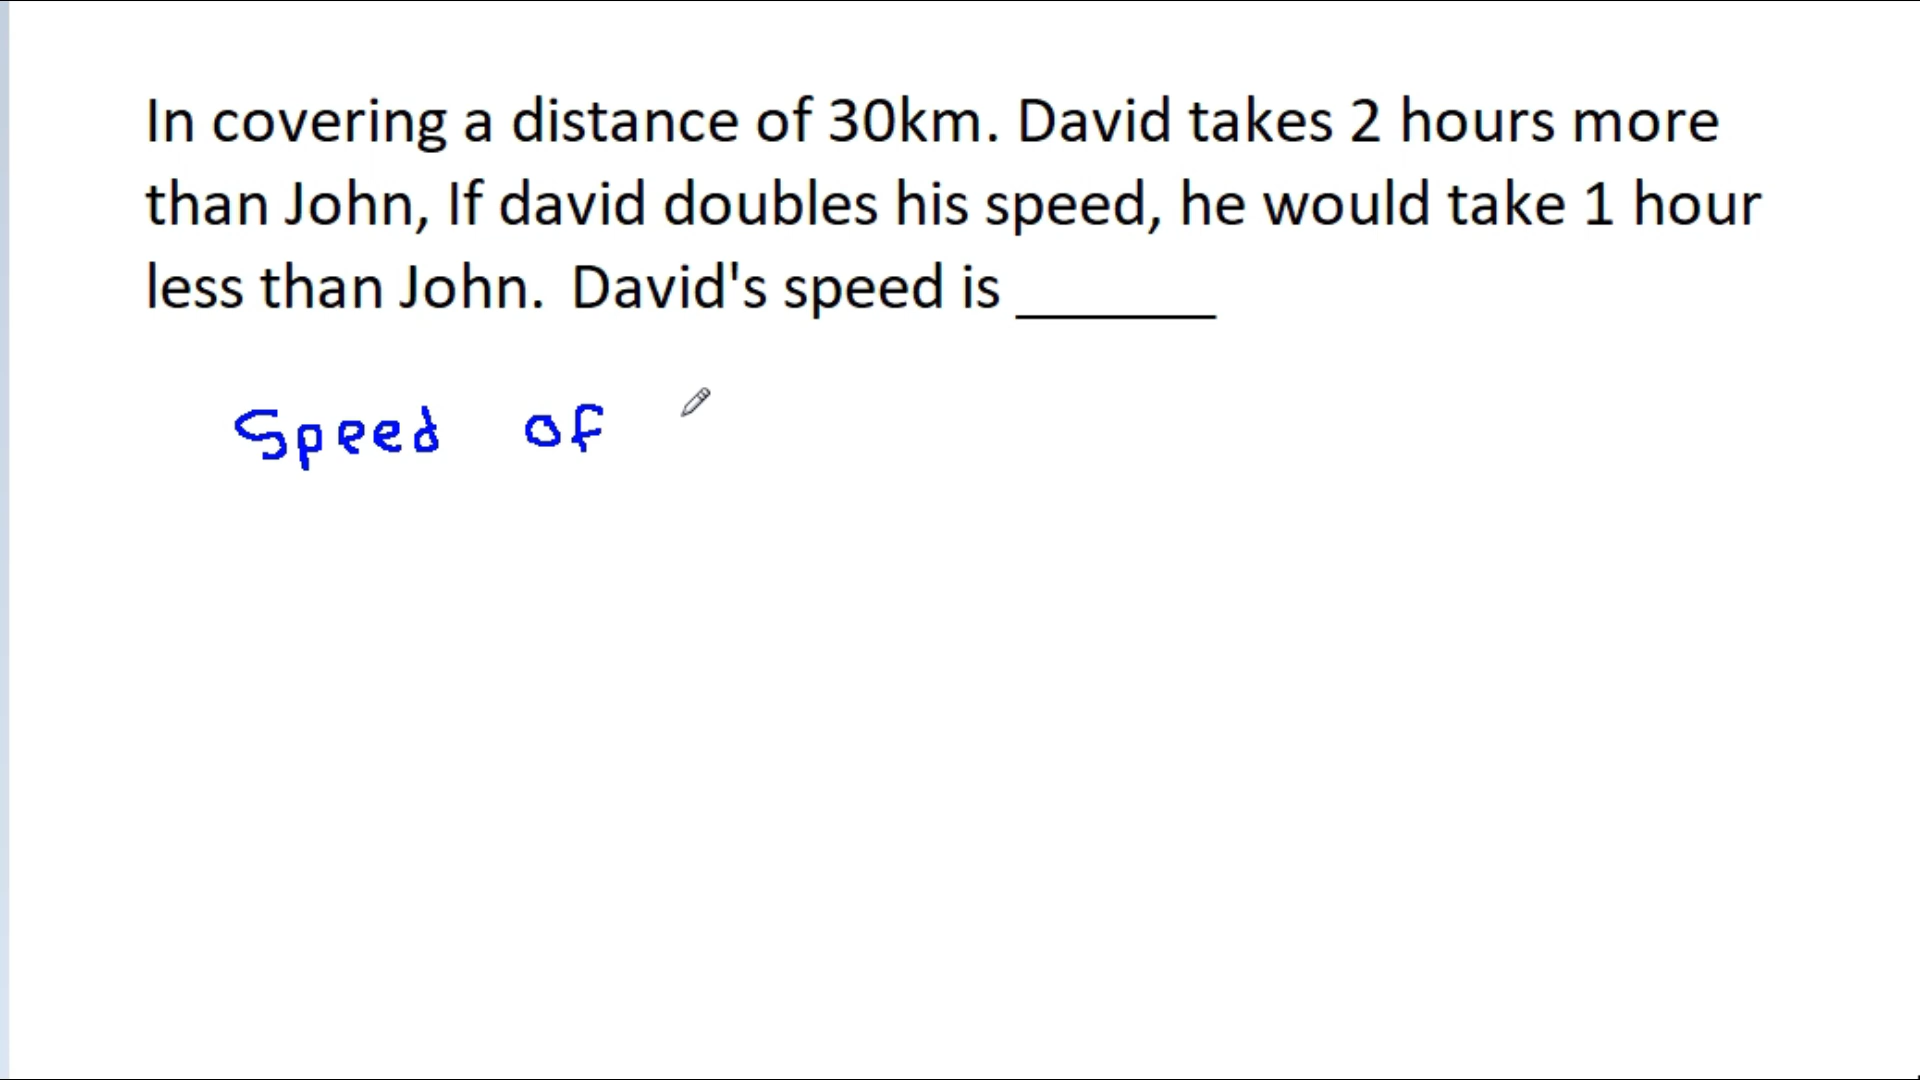 In covering a distance of 30km. David takes 2 hours more
than John, If david doubles his speed, he would take 1 hour
less than John.  David's speed is _______
Speed of